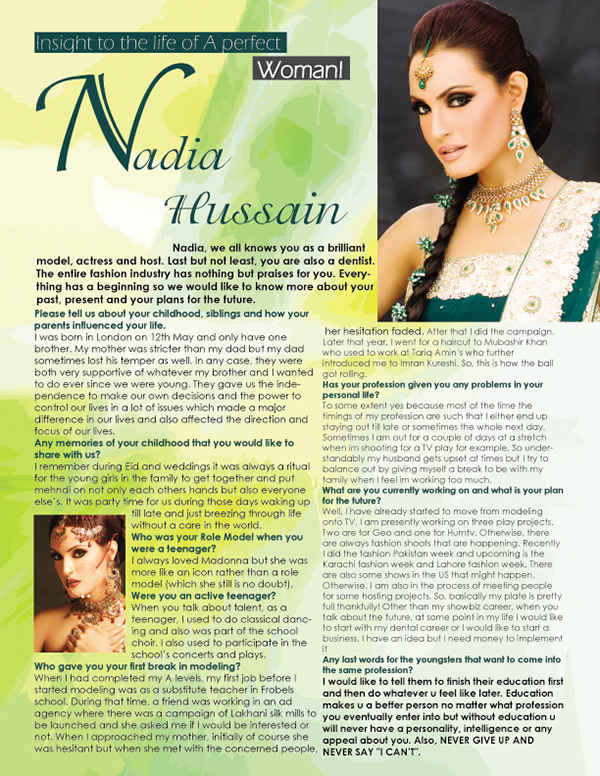 Insight to the life of A perfect
Woman!
Nadia
Hussain
Nadia, we all knows you as a brilliant
model, actress and host. Last but not least, you are also a dentist.
The entire fashion industry has nothing but praises for you. Every-
thing has a beginning so we would like to know more about your
past, present and your plans for the future.
Please tell us about your childhood, siblings and how your
parents influenced your life.
I was born in London on 12th May and only have one
brother. My mother was stricter than my dad but my dad
sometimes lost his temper as well. In any case, they were
both very supportive of whatever my brother and I wanted
to do ever since we were young. They gave us the inde-
pendence to make our own decisions and the power to
control our lives in a lot of issues which made a major
difference in our lives and also affected the direction and
focus of our lives.
Any memories of your childhood that you would like to
share with us?
I remember during Eid and weddings it was always a ritual
for the young girls in the family to get together and put
mehndi on not only each others hands but also everyone
else's. It was party time for us during those days waking up
till late and just breezing through life
without a care in the world.
Who was your Role Model when you
were a teenager?
I always loved Madonna but she was
more like an icon rather than a role
model (which she still is no doubt).
Were you an active teenager?
When you talk about talent, as a
teenager, I used to do classical danc-
ing and also was part of the school
choir. I also used to participate in the
school's concerts and plays.
Who gave you your first break in modeling?
When I had completed my A levels, my first job before I
started modeling was as a substitute teacher in Frobels
school. During that time, a friend was working in an ad
agency where there was a campaign of Lakhani silk mills to
be launched and she asked me if I would be interested or
not. When I approached my mother, initially of course she
was hesitant but when she met with the concerned people,
her hesitation faded. After that I did the campaign.
Later that year, I went for a haircut to Mubashir Khan
who used to work at Tariq Amin's who further
introduced me to Imran Kureshi. So, this is how the ball
got rolling.
Has your profession given you any problems in your
personal life?
To some extent yes because most of the time the
timings of my profession are such that I either end up
staying out till late or sometimes the whole next day.
Sometimes I am out for a couple of days at a stretch
when im shooting for a TV play for example. So under-
standably my husband gets upset at times but I try to
balance out by giving myself a break to be with my
family when I feel im working too much.
What are you currently working on and what is your plan
for the future?
Well, I have already started to move from modeling
onto TV. I am presently working on three play projects.
Two are for Geo and one for Humtv. Otherwise, there
are always fashion shoots that are happening. Recently
I did the fashion Pakistan week and upcoming is the
Karachi fashion week and Lahore fashion week. There
are also some shows in the US that might happen.
Otherwise, I am also in the process of meeting people
for some hosting projects. So, basically my plate is pretty
full thankfully! Other than my showbiz career, when you
talk about the future, at some point in my life I would like
to start with my dental career or I would like to start a
business. I have an idea but I need money to implement
it
Any last words for the youngsters that want to come into
the same profession?
I would like to tell them to finish their education first
and then do whatever u feel like later. Education
makes u a better person no matter what profession
you eventually enter into but without education u
will never have a personality, intelligence or any
appeal about you. Also, NEVER GIVE UP AND
NEVER SAY "I CAN'T".